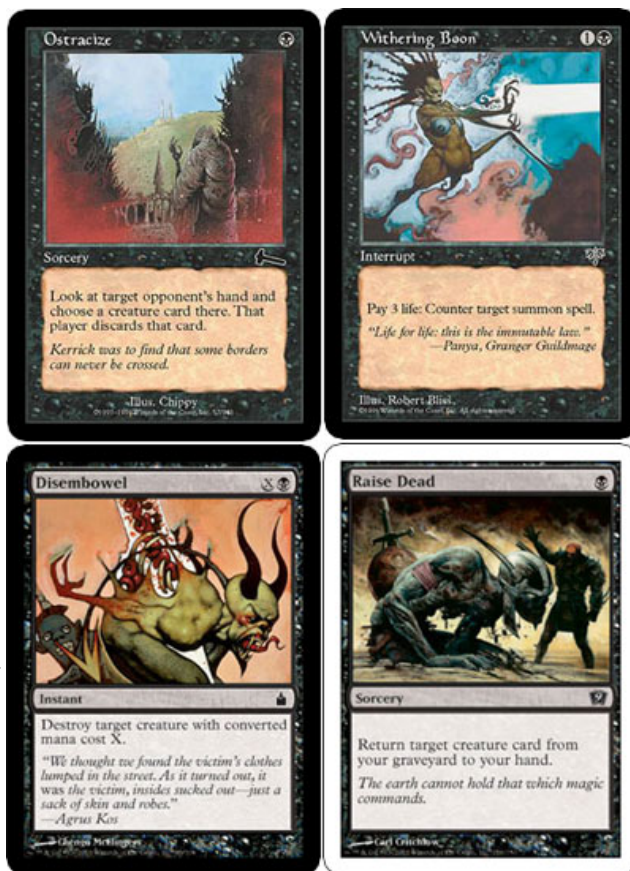 Ostracize
Sorcery
Look at target opponent's hand and
choose a creature card there. That
player discards that card.
Kerrick was to find that some borders
can never be crossed.
Illus. Chippy
Withering Boon
1
Interrupt
Pay 3 life: Counter target summon spell.
"Life for life: this is the immutable law."
—Panya, Granger Guildmage
Illus. Robert Bliss
Disembowel
X
Instant
Destroy target creature with converted
mana cost X.
"We thought we found the victim's clothes
lumped in the street. As it turned out, it
was the victim, insides sucked out—just a
sack of skin and robes."
—Agrus Kos
Raise Dead
Sorcery
9
Return target creature card from
your graveyard to your hand.
The earth cannot hold that which magic
commands.
Carl Critchlow